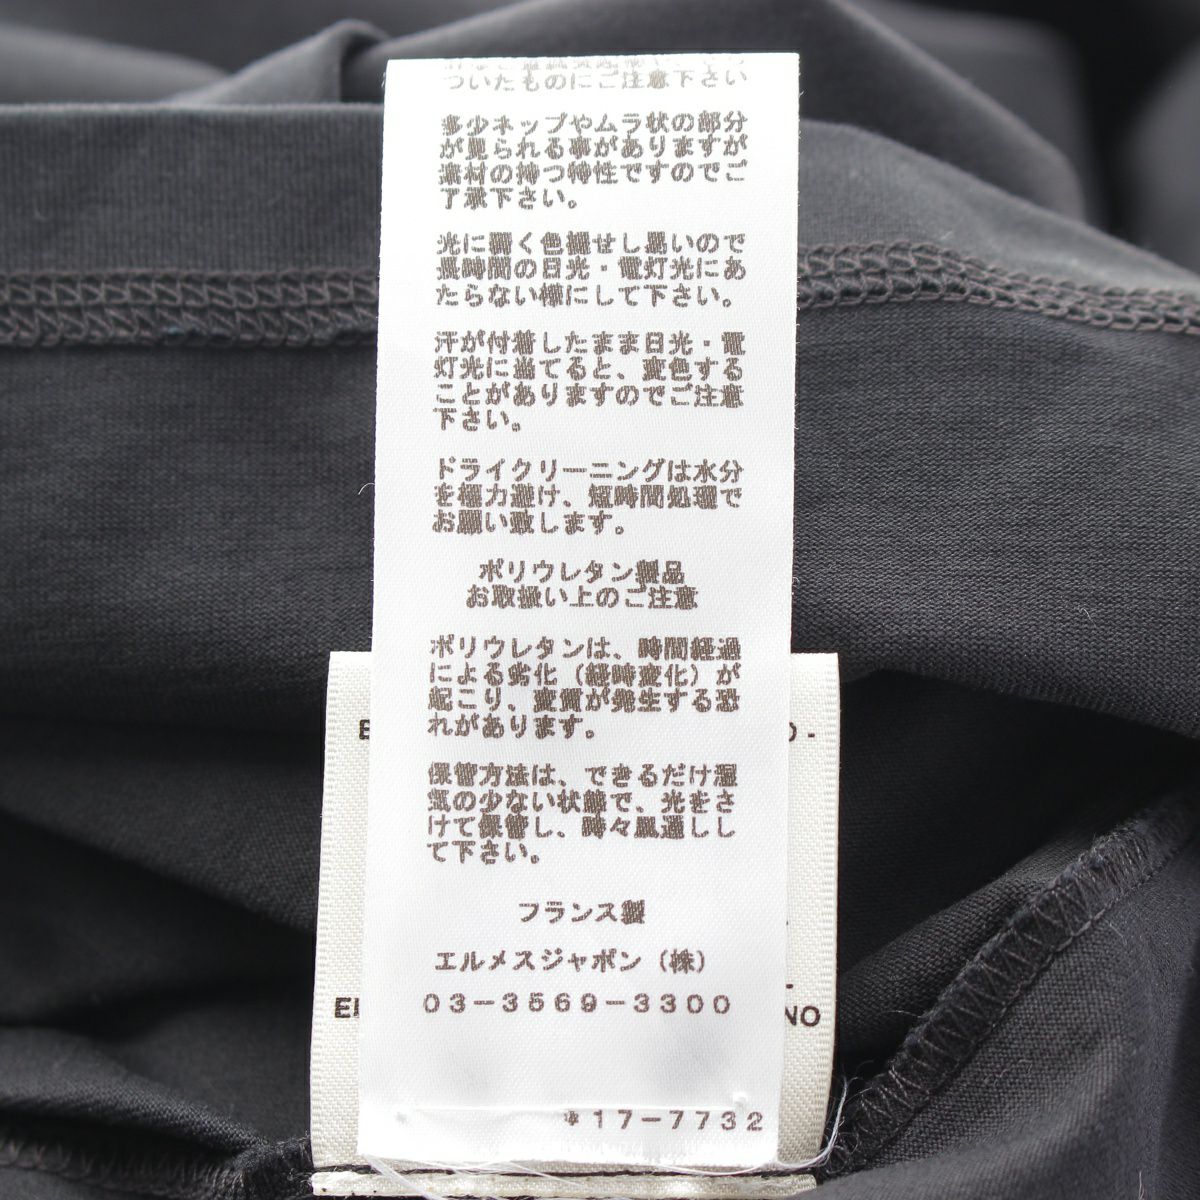 ついたものにご注意下さい
多少ネップやムラ状の部分
が見られる事がありますが
素材の持つ特性ですのでご
了承下さい。
光に弱く色褪せし易いので
長時間の日光・電灯光にあ
たらない様にして下さい。
汗が付着したまま日光・電
灯光に当てると、変色する
ことがありますのでご注意
下さい。
ドライクリーニングは水分
を極力避け、短時間処理で
お願い致します。
ポリウレタン製品
お取扱い上のご注意
ポリウレタンは、時間経過
による劣化（経時変化）が
起こり、変質が発生する恐
れがあります。
保管方法は、できるだけ湿
気の少ない状態で、光をさ
けて保管し、時々風通しし
て下さい。
フランス製
エルメスジャポン（株）
03-3569-3300
*17-7732
NO